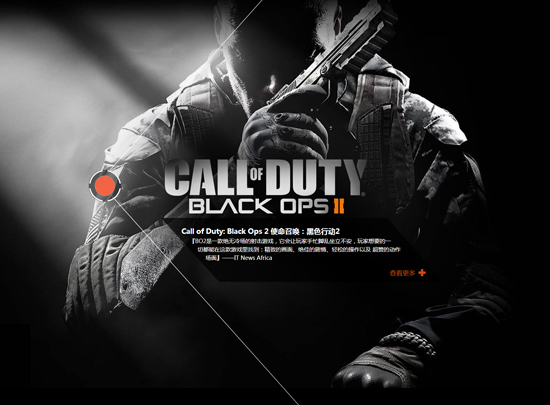 CALL OF DUTY
BLACK OPS II
Call of Duty: Black Ops 2 使命召唤:黑色行动2
『BO2是一款绝无冷场的射击游戏,它会让玩家手忙脚乱坐立不安,玩家想要的一
切都能在这款游戏里找到:精致的画面、绝佳的剧情、轻松的操作以及 超赞的动作
场面』——IT News Africa
查看更多